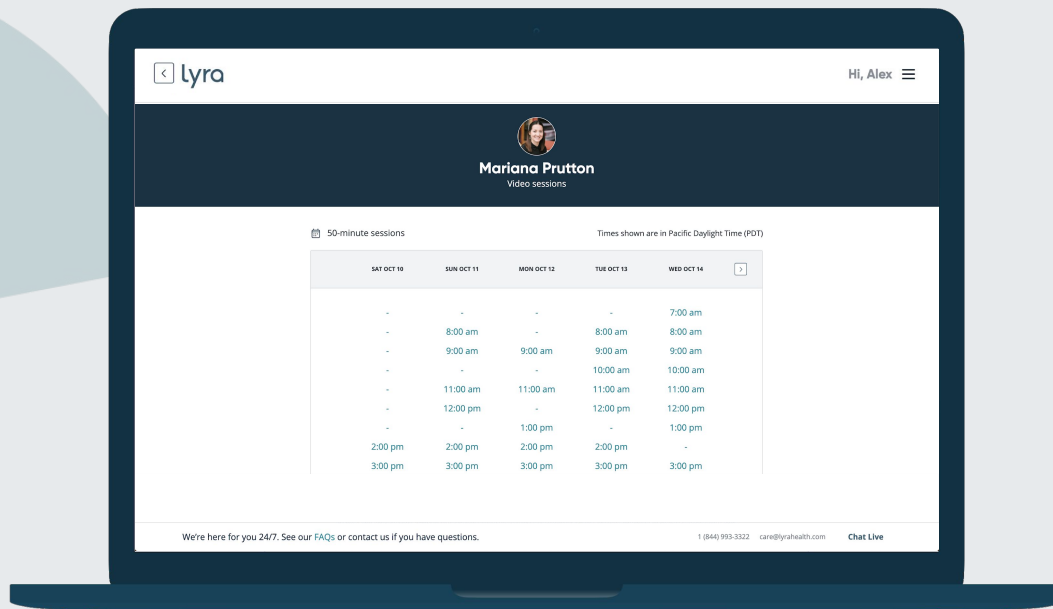 lyra
Hi, Alex
Mariana Prutton
Video sessions
50-minute sessions
Times shown are in Pacific Daylight Time (PDT)
SAT OCT 10 SUN OCT 11 MON OCT 12 TUE OCT 13 WED OCT 14
- - - - 7:00 am
- 8:00 am - 8:00 am 8:00 am
- 9:00 am 9:00 am 9:00 am 9:00 am
- - - 10:00 am 10:00 am
- 11:00 am 11:00 am 11:00 am 11:00 am
- 12:00 pm - 12:00 pm 12:00 pm
- - 1:00 pm - 1:00 pm
2:00 pm 2:00 pm 2:00 pm 2:00 pm -
3:00 pm 3:00 pm 3:00 pm 3:00 pm 3:00 pm
We're here for you 24/7. See our FAQs or contact us if you have questions.
1 (844) 993-3322 care@lyrahealth.com Chat Live